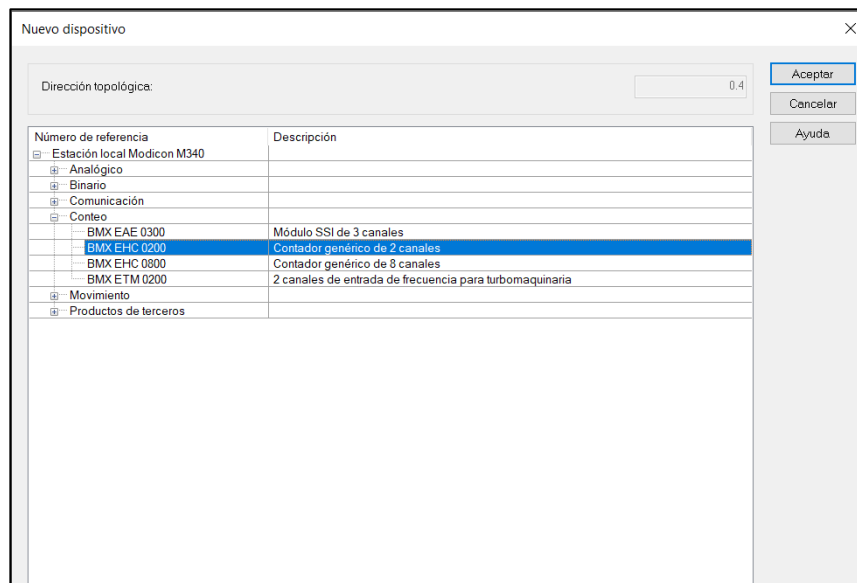 Nuevo dispositivo
Dirección topológica: 0.4
Aceptar
Cancelar
Ayuda
Número de referencia Descripción
Estación local Modicon M340
Analógico
Binario
Comunicación
Conteo
BMX EAE 0300 Módulo SSI de 3 canales
BMX EHC 0200 Contador genérico de 2 canales
BMX EHC 0800 Contador genérico de 8 canales
BMX ETM 0200 2 canales de entrada de frecuencia para turbomaquinaria
Movimiento
Productos de terceros